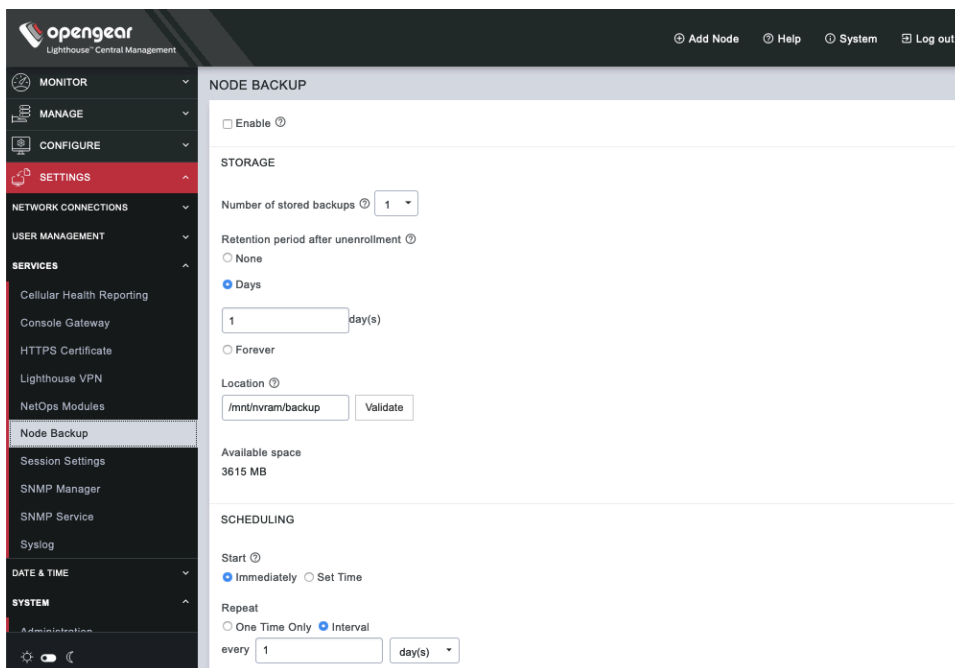 opengear
Lighthouse™ Central Management
Add Node
Help
System
Log out
MONITOR
MANAGE
CONFIGURE
SETTINGS
NETWORK CONNECTIONS
USER MANAGEMENT
SERVICES
Cellular Health Reporting
Console Gateway
HTTPS Certificate
Lighthouse VPN
NetOps Modules
Node Backup
Session Settings
SNMP Manager
SNMP Service
Syslog
DATE & TIME
SYSTEM
Administration
NODE BACKUP
Enable
STORAGE
Number of stored backups 1
Retention period after unenrollment
None
Days
1 day(s)
Forever
Location
/mnt/nvram/backup Validate
Available space
3615 MB
SCHEDULING
Start
Immediately Set Time
Repeat
One Time Only Interval
every 1 day(s)